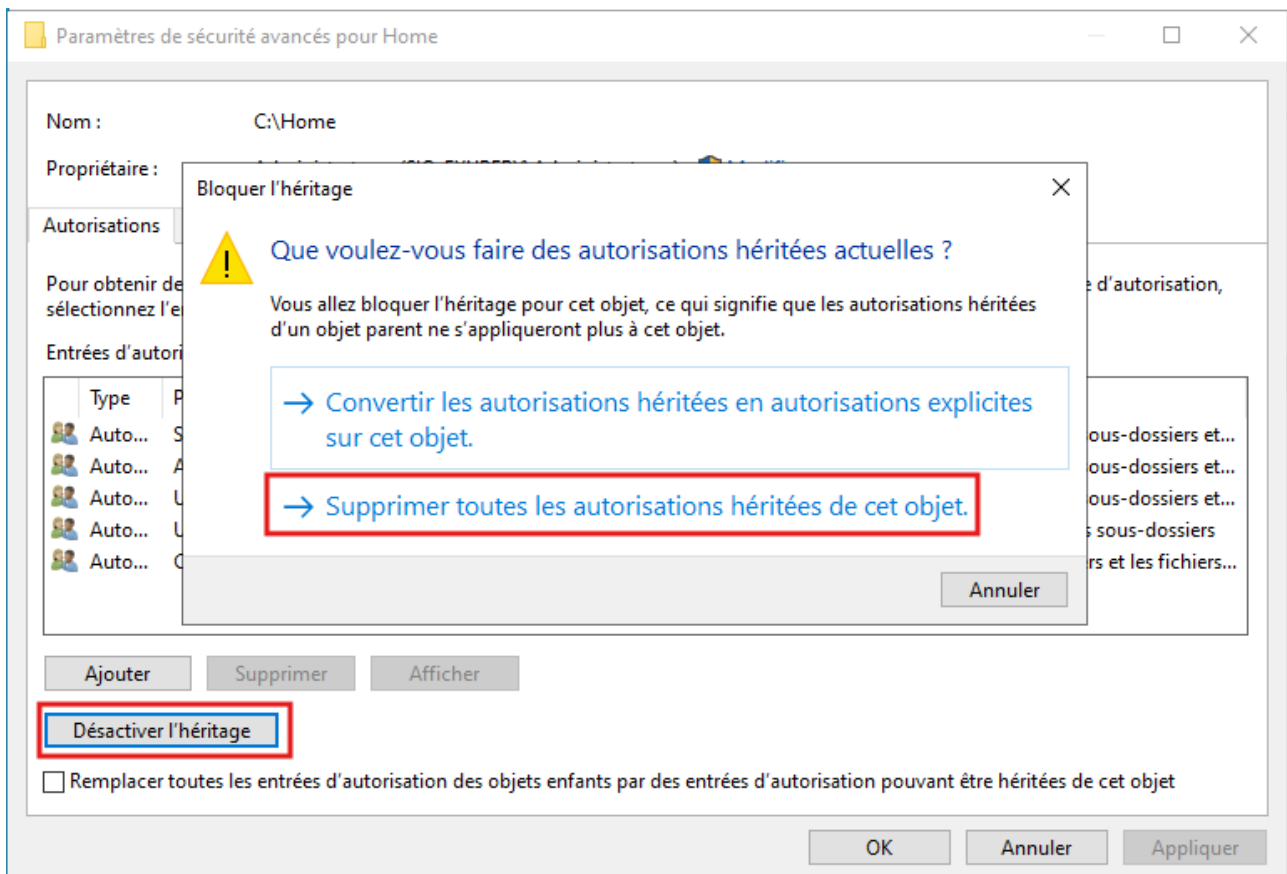 Paramètres de sécurité avancés pour Home
Nom :
C:\Home
Propriétaire :
Bloquer l'héritage
Autorisations
Que voulez-vous faire des autorisations héritées actuelles ?
Pour obtenir de
e d'autorisation,
sélectionnez l'e
Vous allez bloquer l'héritage pour cet objet, ce qui signifie que les autorisations héritées
d'un objet parent ne s'appliqueront plus à cet objet.
Entrées d'autori
Type P
Convertir les autorisations héritées en autorisations explicites
sur cet objet.
Auto... S
ous-dossiers et...
Auto... A
ous-dossiers et...
Auto... U
ous-dossiers et...
Supprimer toutes les autorisations héritées de cet objet.
Auto... U
s sous-dossiers
Auto... C
rs et les fichiers...
Annuler
Ajouter
Supprimer
Afficher
Désactiver l'héritage
Remplacer toutes les entrées d'autorisation des objets enfants par des entrées d'autorisation pouvant être héritées de cet objet
OK
Annuler
Appliquer